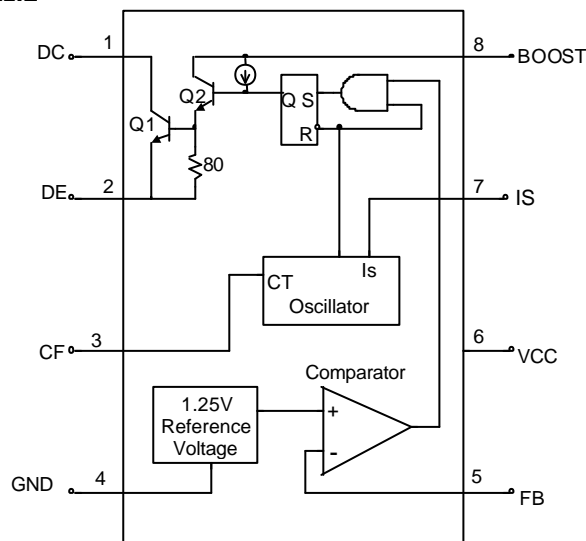 1
DC
8
BOOST
Q2
Q S
Q1
R
80
2
DE
7
IS
Is
CT
Oscillator
3
CF
6
VCC
Comparator
1.25V
Reference
Voltage
+
-
4
GND
5
FB